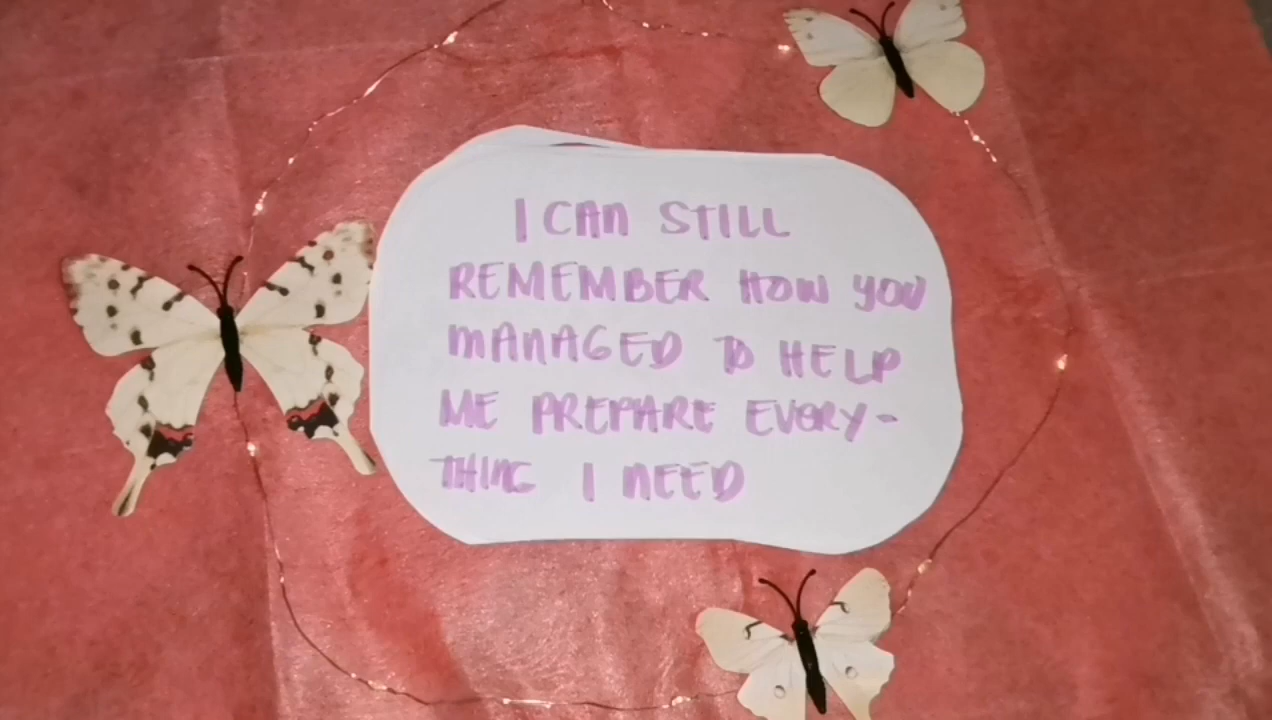 I CAN STILL
REMEMBER HOW YOU
MANAGED TO HELP
ME PREPARE EVERY-
THING I NEED